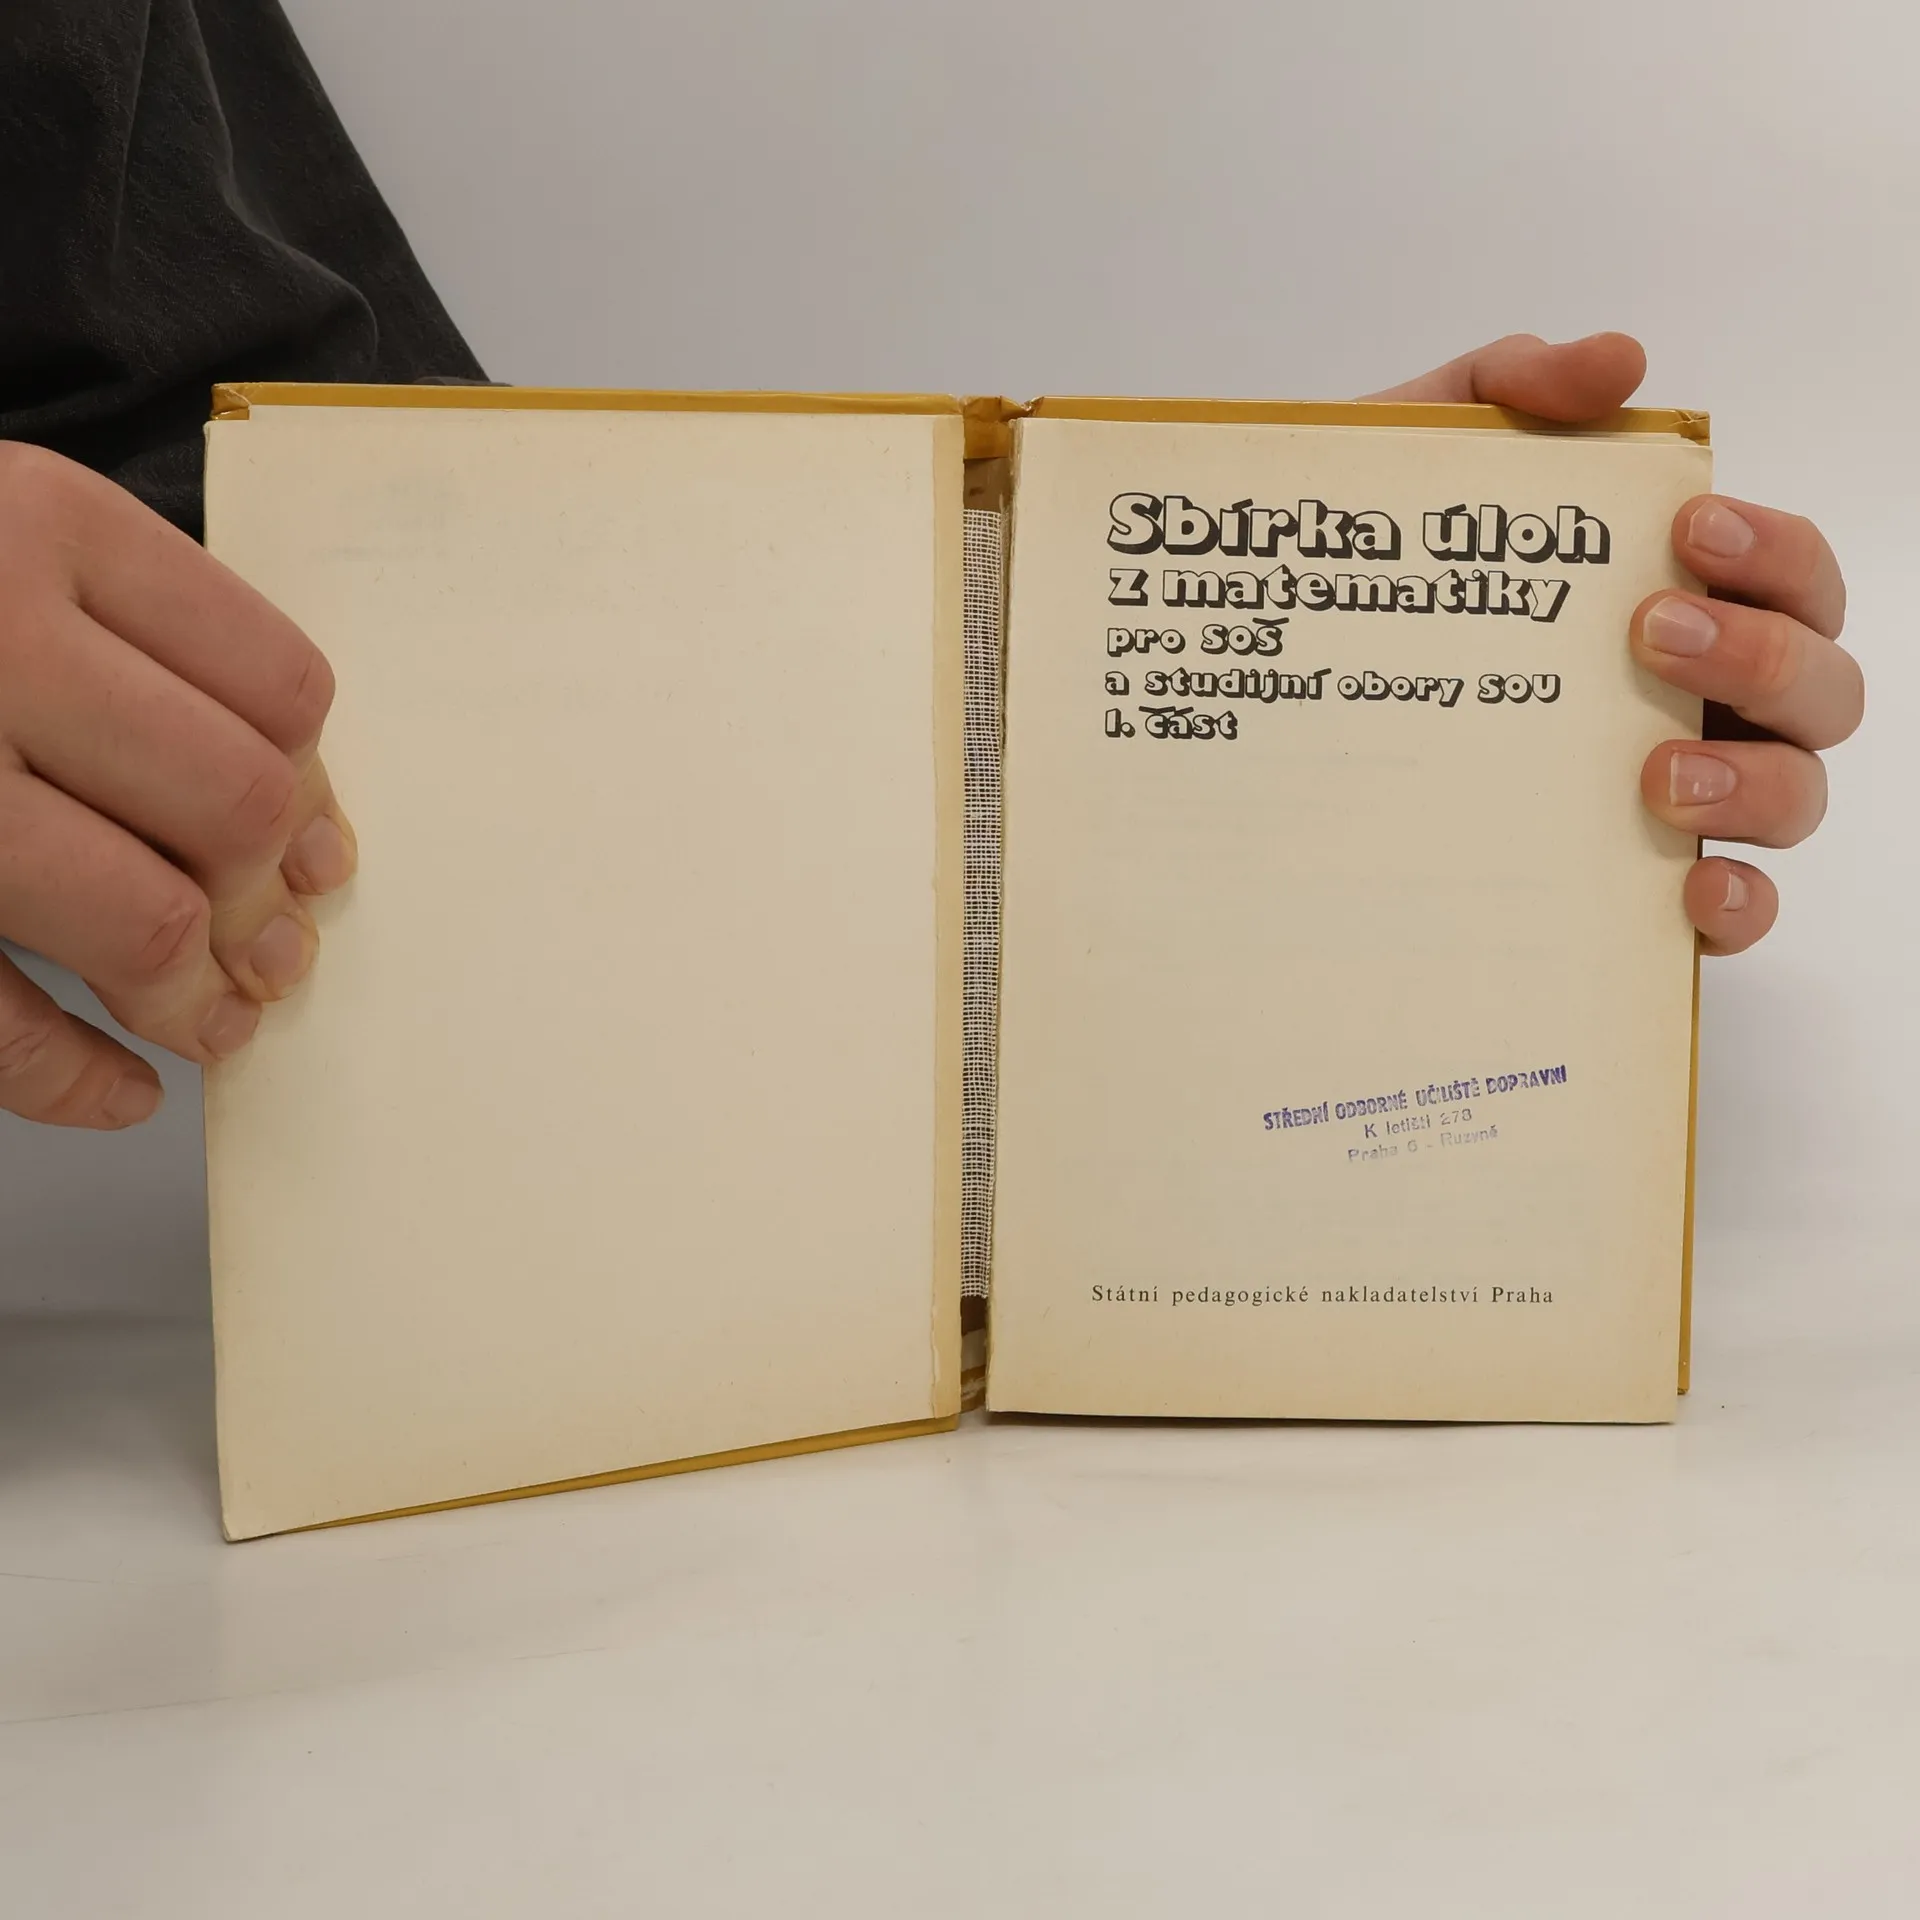 Sbírka úloh
z matematiky
pro SOŠ
a studijní obory SOU
I. část
STŘEDNÍ ODBORNÉ UČILIŠTĚ DOPRAVNÍ
K letišti 278
Praha 6 - Ruzyně
Státní pedagogické nakladatelství Praha